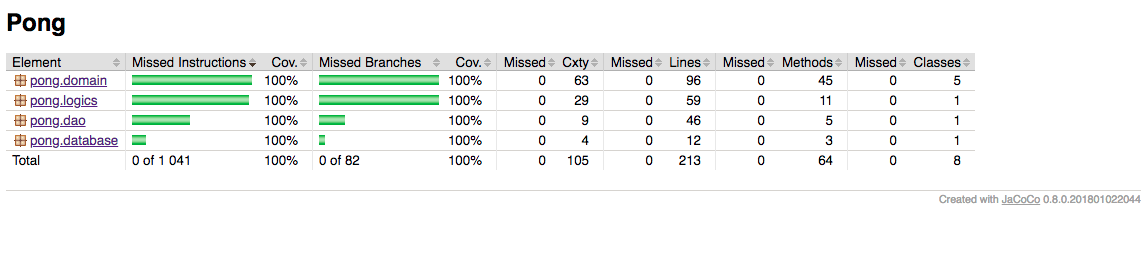 Pong
Element Missed Instructions Cov. Missed Branches Cov. Missed Cxty Missed Lines Missed Methods Missed Classes
pong.domain 100% 100% 0 63 0 96 0 45 0 5
pong.logics 100% 100% 0 29 0 59 0 11 0 1
pong.dao 100% 100% 0 9 0 46 0 5 0 1
pong.database 100% 100% 0 4 0 12 0 3 0 1
Total 0 of 1 041 100% 0 of 82 100% 0 105 0 213 0 64 0 8
Created with JaCoCo 0.8.0.201801022044